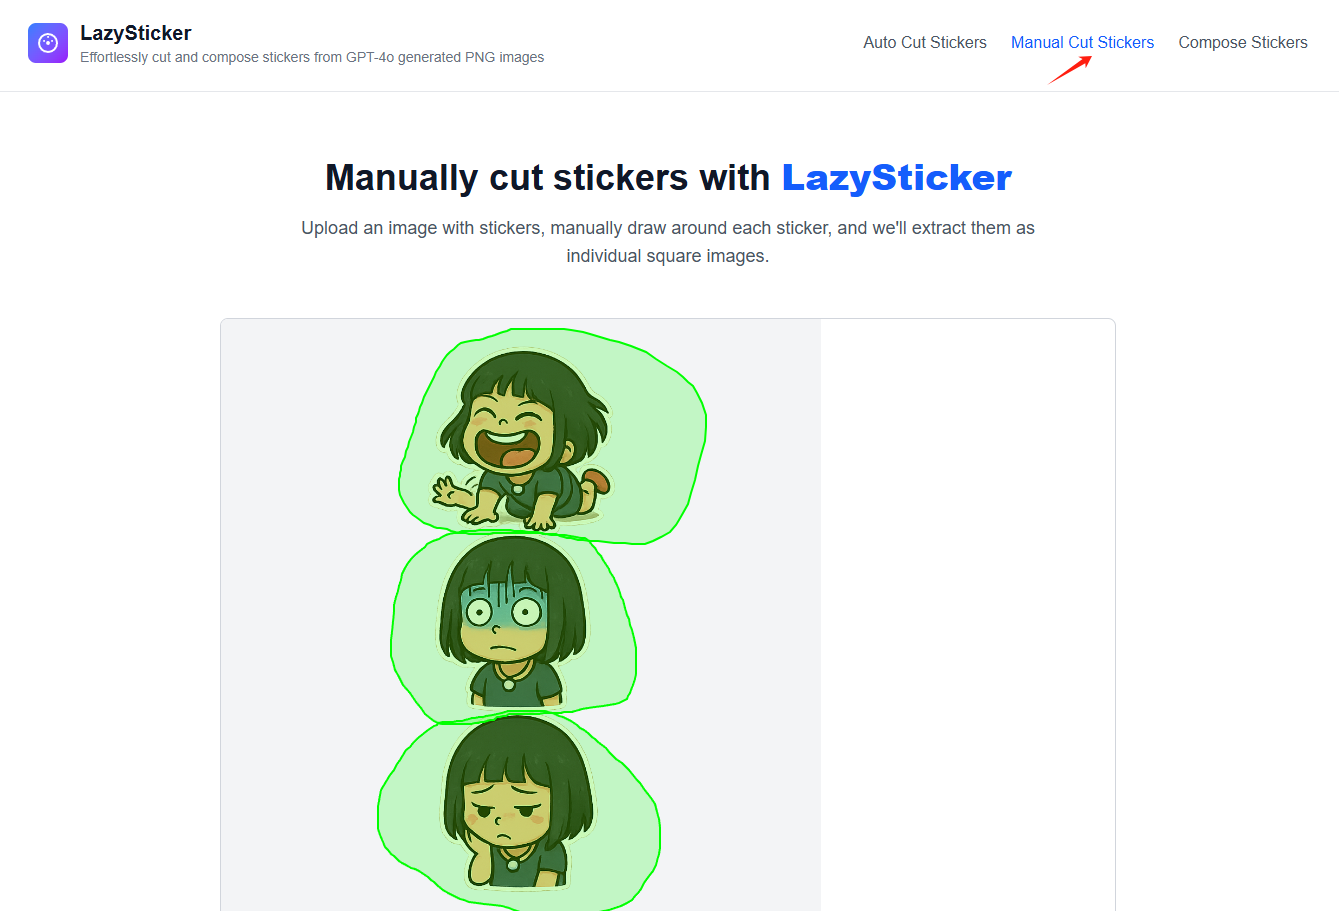 LazySticker
Effortlessly cut and compose stickers from GPT-4o generated PNG images
Auto Cut Stickers
Manual Cut Stickers
Compose Stickers
Manually cut stickers with LazySticker
Upload an image with stickers, manually draw around each sticker, and we'll extract them as
individual square images.